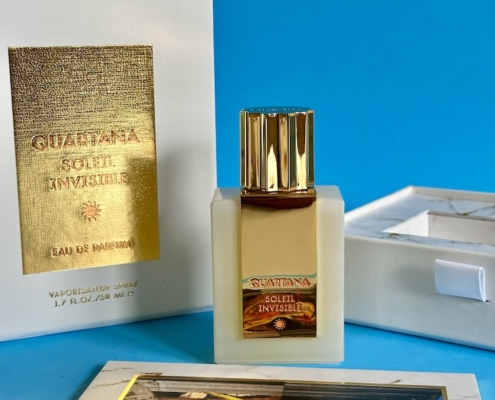 QUARTANA
SOLEIL
INVISIBLE
EAU DE PARFUM
VAPORISATEUR SPRAY
1.7 FL.OZ/50 ML ℮
QUARTANA
SOLEIL
INVISIBLE